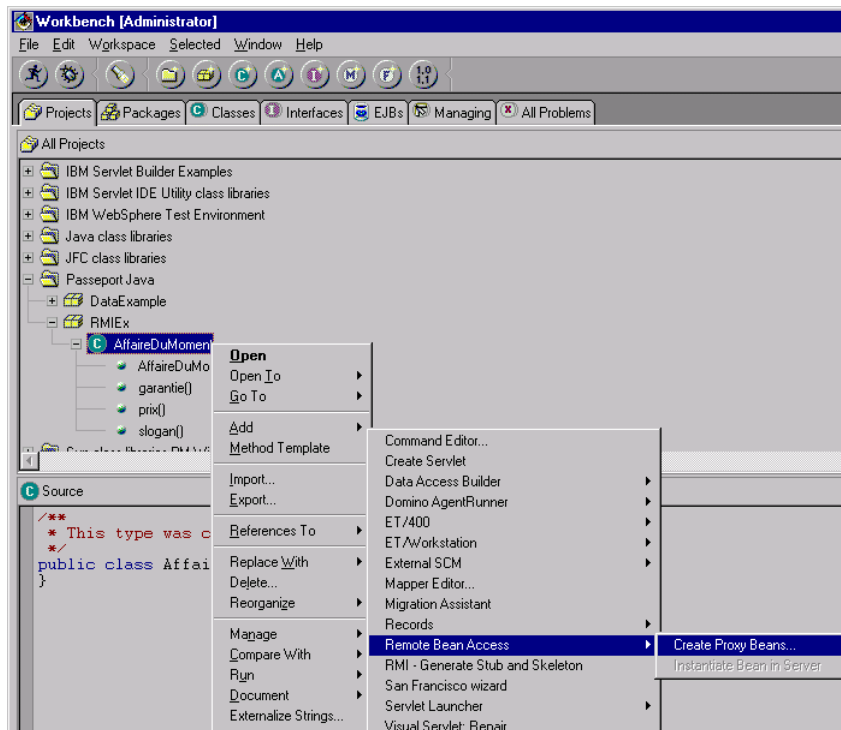 Workbench [Administrator]
File Edit Workspace Selected Window Help
Projects Packages Classes Interfaces EJBs Managing All Problems
All Projects
IBM Servlet Builder Examples
IBM Servlet IDE Utility class libraries
IBM WebSphere Test Environment
Java class libraries
JFC class libraries
Passeport Java
DataExample
RMIEx
AffaireDuMoment
AffaireDuMo
garantie()
prix()
slogan()
Source
/**
* This type was c
*/
public class Affai
}
Open
Open To
Go To
Add
Method Template
Import...
Export...
References To
Replace With
Delete...
Reorganize
Manage
Compare With
Run
Document
Externalize Strings...
Command Editor...
Create Servlet
Data Access Builder
Domino AgentRunner
ET/400
ET/Workstation
External SCM
Mapper Editor...
Migration Assistant
Records
Remote Bean Access
RMI - Generate Stub and Skeleton
San Francisco wizard
Servlet Launcher
Visual Servlet: Repair
Create Proxy Beans...
Instantiate Bean in Server